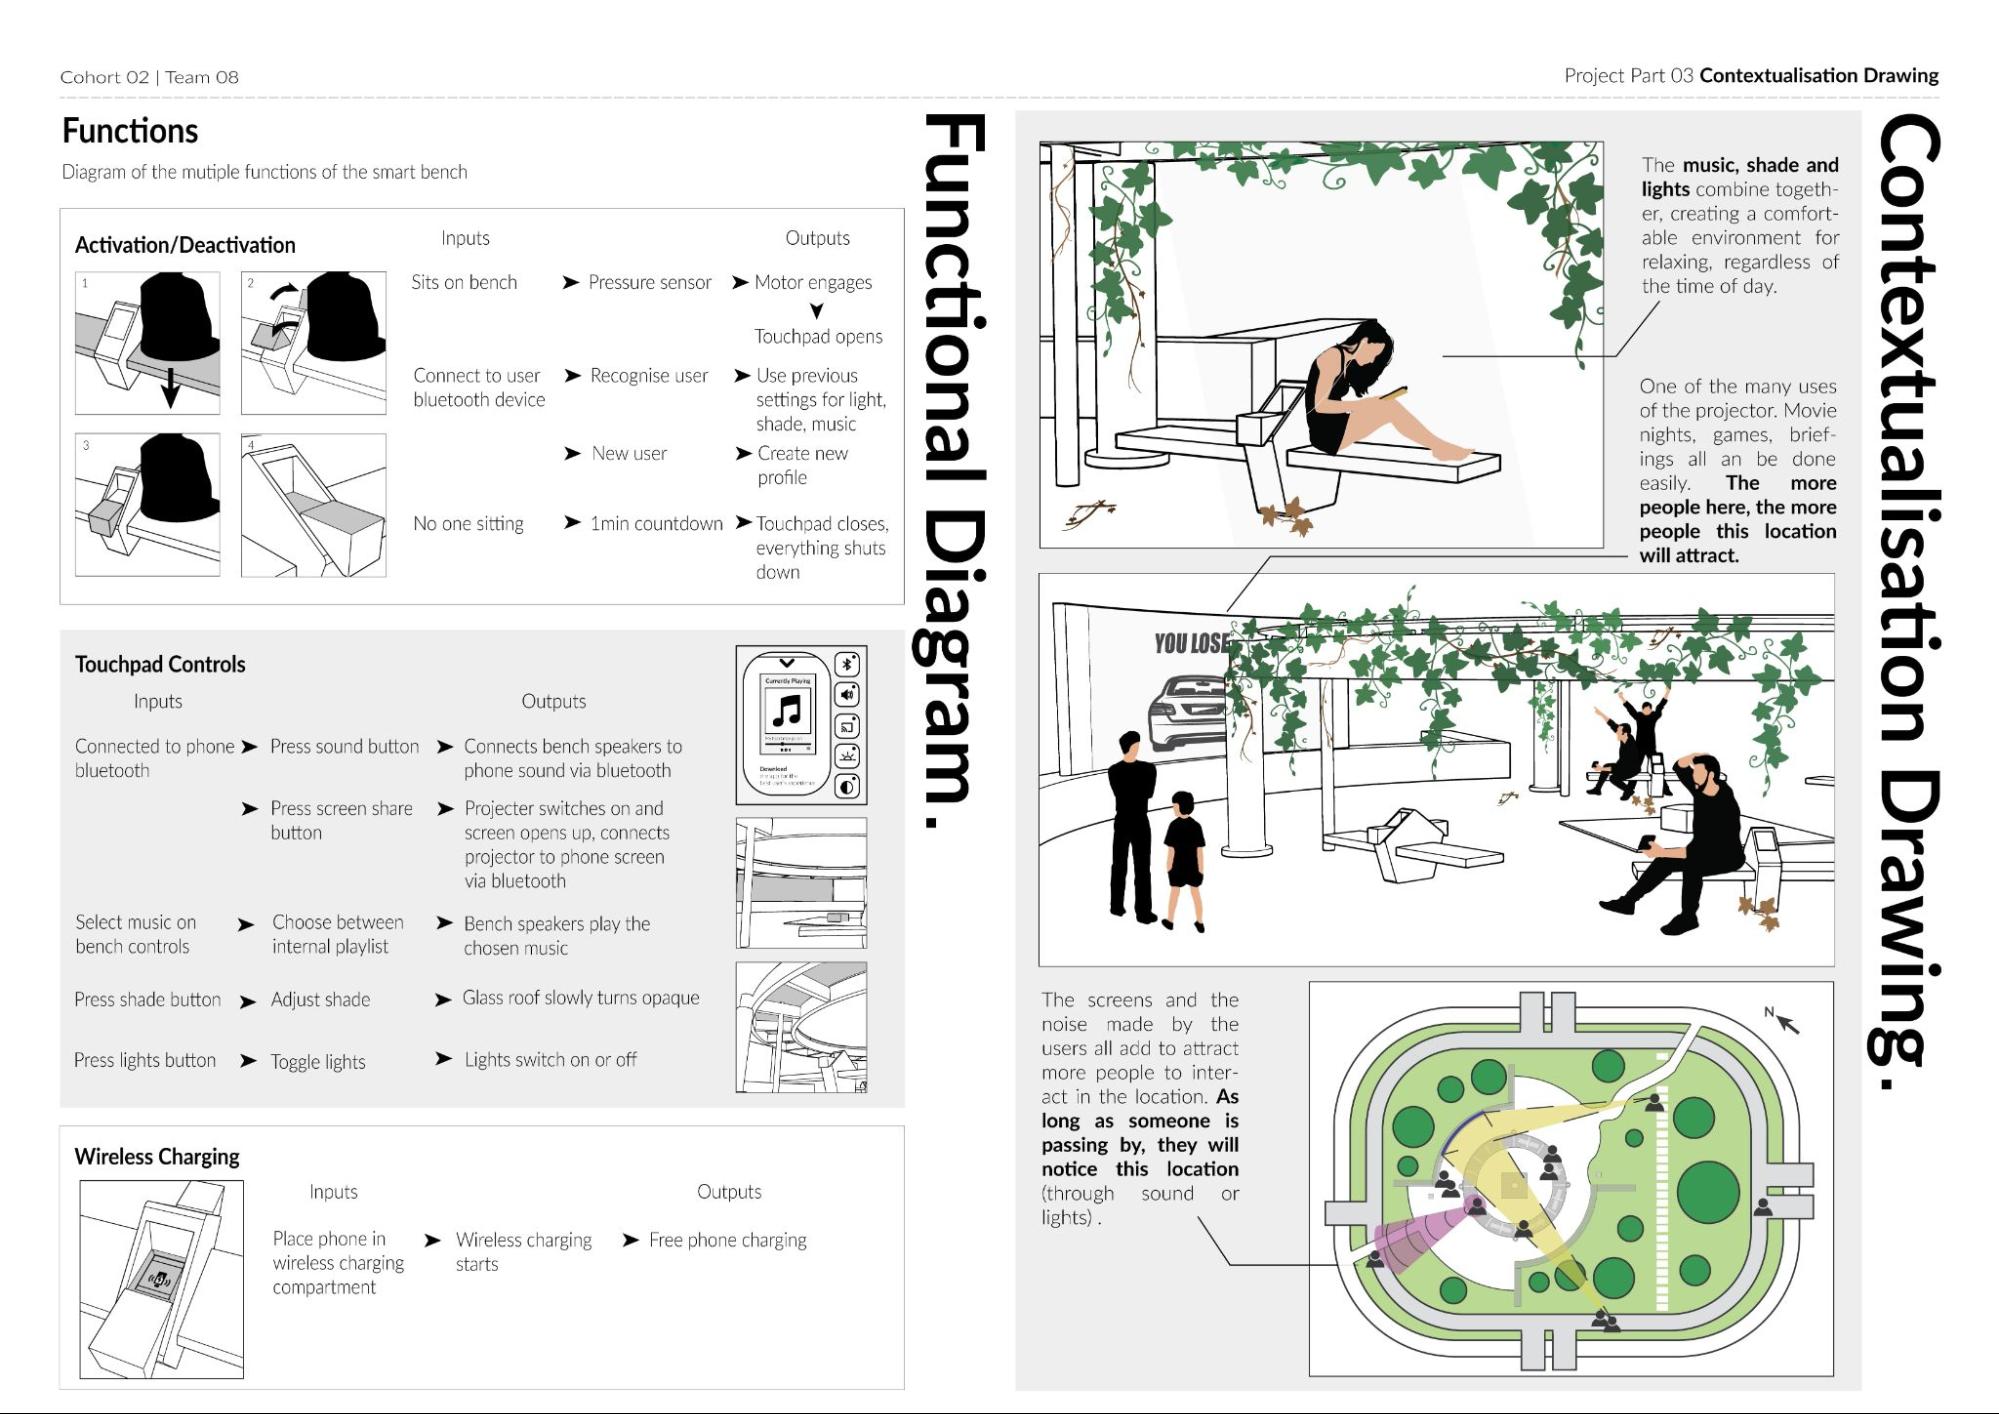 Cohort 02 | Team 08
Project Part 03 Contextualisation Drawing
Functions
Diagram of the mutiple functions of the smart bench
Functional Diagram.
Activation/Deactivation
Inputs
Outputs
1
2
3
4
Sits on bench
Pressure sensor
Motor engages
Touchpad opens
Connect to user
bluetooth device
Recognise user
Use previous
settings for light,
shade, music
New user
Create new
profile
No one sitting
1min countdown
Touchpad closes,
everything shuts
down
Touchpad Controls
Inputs
Outputs
Connected to phone
bluetooth
Press sound button
Connects bench speakers to
phone sound via bluetooth
Press screen share
button
Projecter switches on and
screen opens up, connects
projector to phone screen
via bluetooth
Select music on
bench controls
Choose between
internal playlist
Bench speakers play the
chosen music
Press shade button
Adjust shade
Glass roof slowly turns opaque
Press lights button
Toggle lights
Lights switch on or off
Currently Playing
Download
Wireless Charging
Inputs
Outputs
Place phone in
wireless charging
compartment
Wireless charging
starts
Free phone charging
Contextualisation Drawing.
The music, shade and
lights combine togeth-
er, creating a comfort-
able environment for
relaxing, regardless of
the time of day.
One of the many uses
of the projector. Movie
nights, games, brief-
ings all an be done
easily. The more
people here, the more
people this location
will attract.
YOU LOSE
The screens and the
noise made by the
users all add to attract
more people to inter-
act in the location. As
long as someone is
passing by, they will
notice this location
(through sound or
lights) .
N